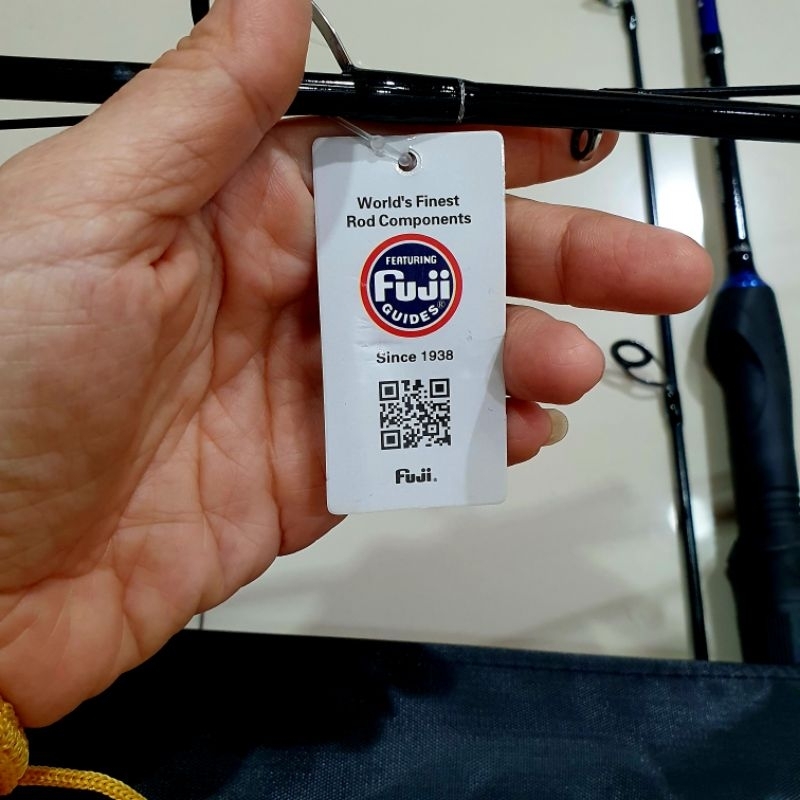 World's Finest
Rod Components
FEATURING
Fuji
GUIDES®
Since 1938
Fuji®